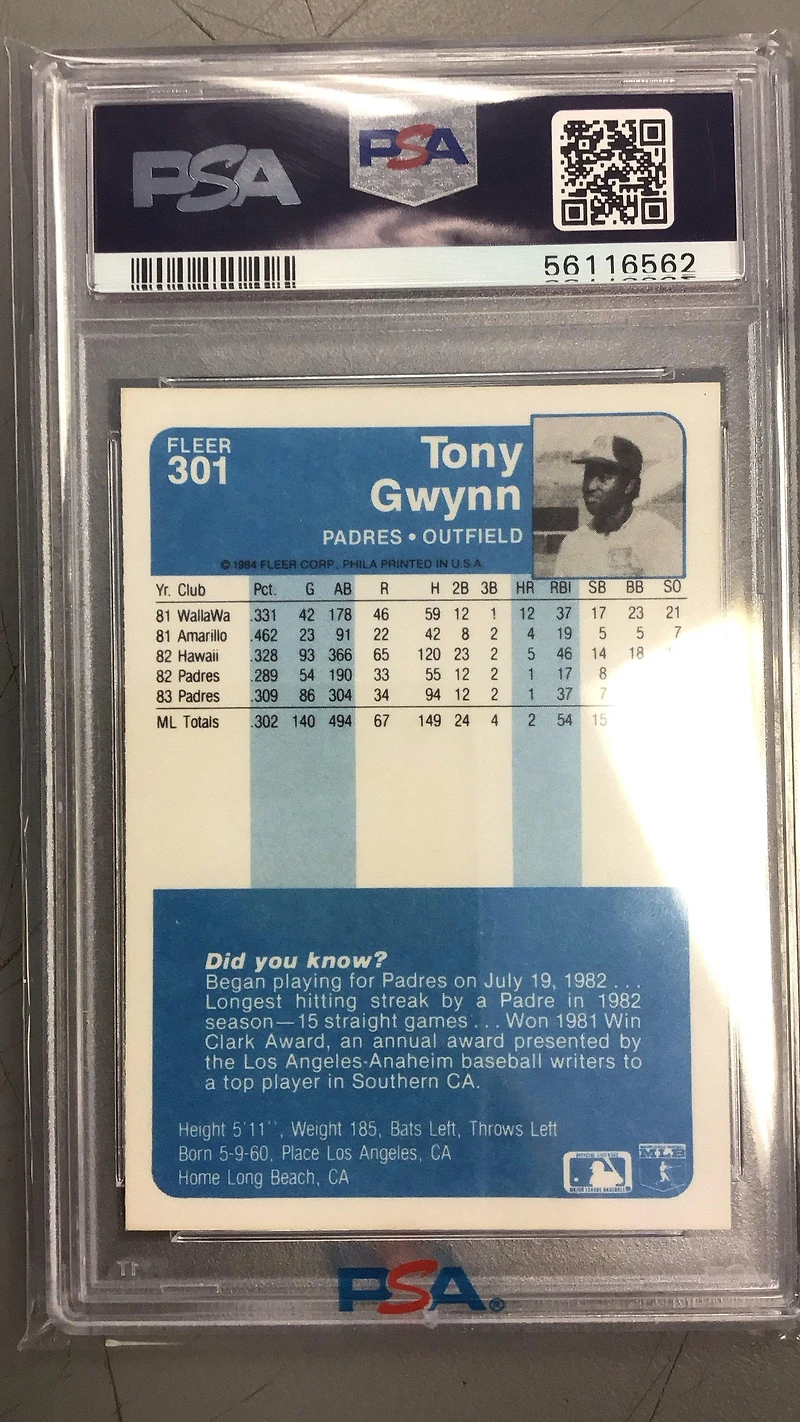 PSA
PSA
56116562
FLEER
301
Tony
Gwynn
PADRES • OUTFIELD
© 1984 FLEER CORP., PHILA PRINTED IN U.S.A.
Yr. Club Pct. G AB R H 2B 3B HR RBI SB BB SO
81 WallaWa .331 42 178 46 59 12 1 12 37 17 23 21
81 Amarillo .462 23 91 22 42 8 2 4 19 5 5 7
82 Hawaii .328 93 366 65 120 23 2 5 46 14 18
82 Padres .289 54 190 33 55 12 2 1 17 8
83 Padres .309 86 304 34 94 12 2 1 37 7
ML Totals .302 140 494 67 149 24 4 2 54 15
Did you know?
Began playing for Padres on July 19, 1982 . . .
Longest hitting streak by a Padre in 1982
season—15 straight games . . . Won 1981 Win
Clark Award, an annual award presented by
the Los Angeles-Anaheim baseball writers to
a top player in Southern CA.
Height 5'11'', Weight 185, Bats Left, Throws Left
Born 5-9-60, Place Los Angeles, CA
Home Long Beach, CA
MLB
PSA®